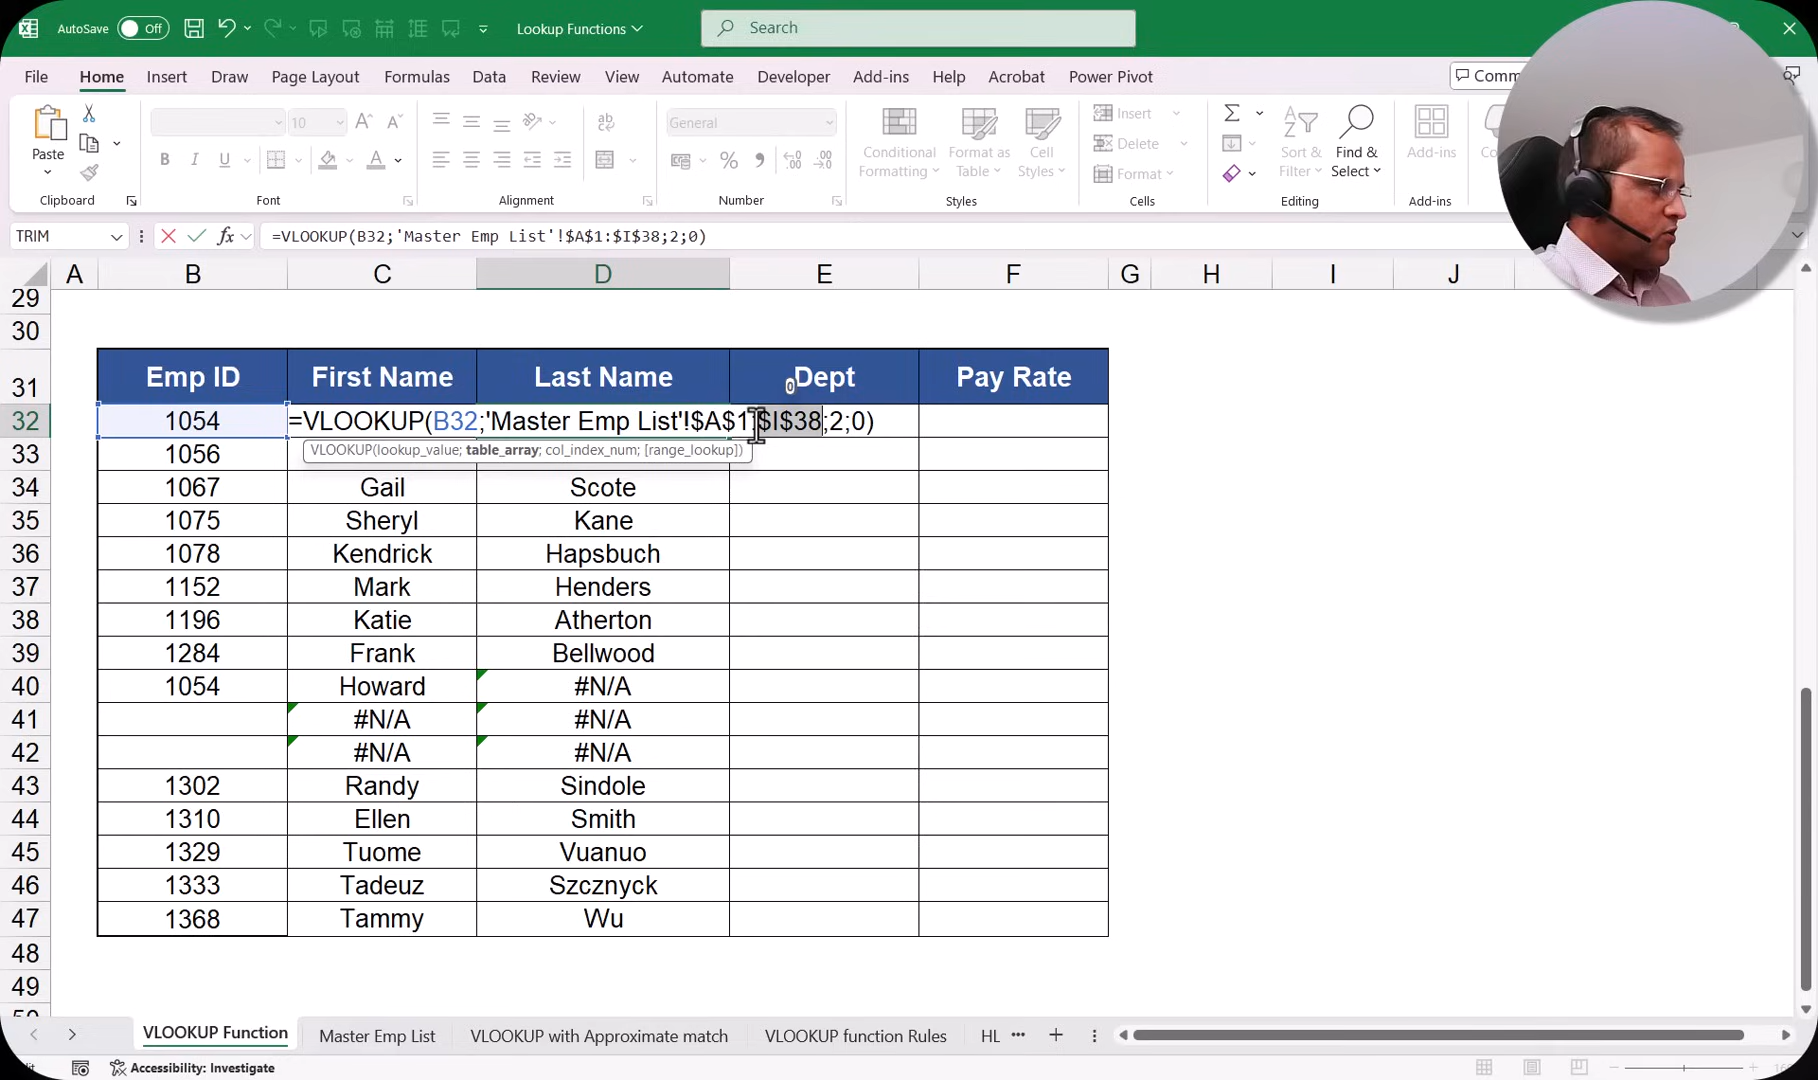 AutoSave Off Lookup Functions Search
File Home Insert Draw Page Layout Formulas Data Review View Automate Developer Add-ins Help Acrobat Power Pivot
Paste 10 General Conditional Formatting Format as Table Cell Styles Insert Delete Format Sort & Filter Find & Select Add-ins
Clipboard Font Alignment Number Styles Cells Editing Add-ins
TRIM fx =VLOOKUP(B32;'Master Emp List'!$A$1:$I$38;2;0)
A B C D E F G H I J
29
30
31 Emp ID First Name Last Name Dept Pay Rate
32 1054 =VLOOKUP(B32;'Master Emp List'!$A$1:$I$38;2;0)
VLOOKUP(lookup_value; table_array; col_index_num; [range_lookup])
33 1056
34 1067 Gail Scote
35 1075 Sheryl Kane
36 1078 Kendrick Hapsbuch
37 1152 Mark Henders
38 1196 Katie Atherton
39 1284 Frank Bellwood
40 1054 Howard #N/A
41 #N/A #N/A
42 #N/A #N/A
43 1302 Randy Sindole
44 1310 Ellen Smith
45 1329 Tuome Vuanuo
46 1333 Tadeuz Szcznyck
47 1368 Tammy Wu
48
49
VLOOKUP Function Master Emp List VLOOKUP with Approximate match VLOOKUP function Rules HL
Accessibility: Investigate